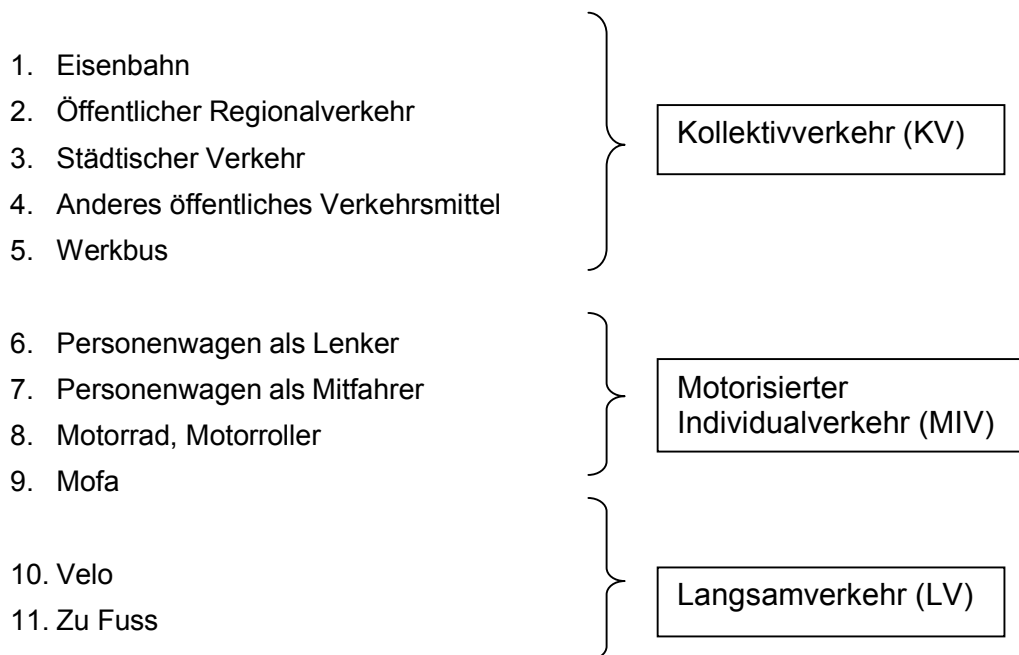 1. Eisenbahn
2. Öffentlicher Regionalverkehr
3. Städtischer Verkehr
4. Anderes öffentliches Verkehrsmittel
5. Werkbus
Kollektivverkehr (KV)
6. Personenwagen als Lenker
7. Personenwagen als Mitfahrer
8. Motorrad, Motorroller
9. Mofa
Motorisierter
Individualverkehr (MIV)
10. Velo
11. Zu Fuss
Langsamverkehr (LV)